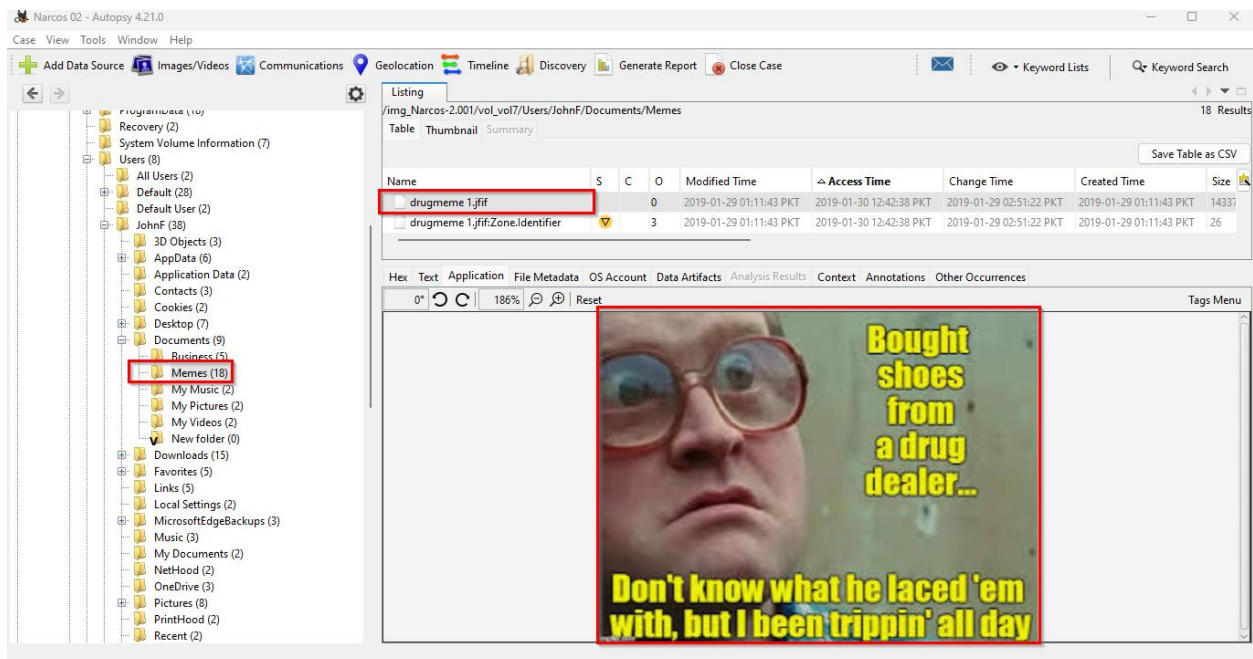 Narcos 02 - Autopsy 4.21.0
Case View Tools Window Help
Add Data Source Images/Videos Communications Geolocation Timeline Discovery Generate Report Close Case Keyword Lists Keyword Search
Recovery (2)
System Volume Information (7)
Users (8)
All Users (2)
Default (28)
Default User (2)
JohnF (38)
3D Objects (3)
AppData (6)
Application Data (2)
Contacts (3)
Cookies (2)
Desktop (7)
Documents (9)
Business (5)
Memes (18)
My Music (2)
My Pictures (2)
My Videos (2)
New folder (0)
Downloads (15)
Favorites (5)
Links (5)
Local Settings (2)
MicrosoftEdgeBackups (3)
Music (3)
My Documents (2)
NetHood (2)
OneDrive (3)
Pictures (8)
PrintHood (2)
Recent (2)
Listing
/img_Narcos-2.001/vol_vol7/Users/JohnF/Documents/Memes 18 Results
Table Thumbnail Summary
Save Table as CSV
Name S C O Modified Time Access Time Change Time Created Time Size
drugmeme 1.jfif 0 2019-01-29 01:11:43 PKT 2019-01-30 12:42:38 PKT 2019-01-29 02:51:22 PKT 2019-01-29 01:11:43 PKT 14337
drugmeme 1.jfif:Zone.Identifier 3 2019-01-29 01:11:43 PKT 2019-01-30 12:42:38 PKT 2019-01-29 02:51:22 PKT 2019-01-29 01:11:43 PKT 26
Hex Text Application File Metadata OS Account Data Artifacts Analysis Results Context Annotations Other Occurrences
0° 186% Reset Tags Menu
Bought
shoes
from
a drug
dealer...
Don't know what he laced 'em
with, but I been trippin' all day